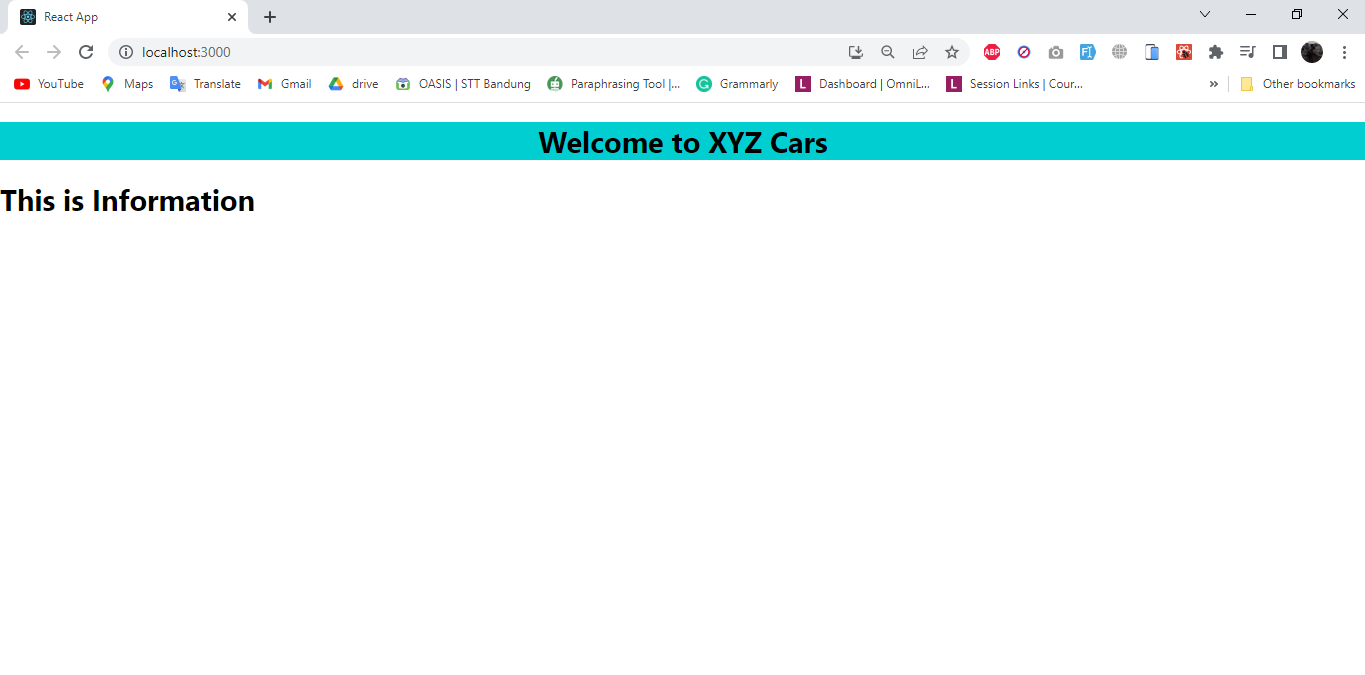 React App
localhost:3000
ABP
YouTube Maps Translate Gmail drive OASIS | STT Bandung Paraphrasing Tool |... Grammarly L Dashboard | OmniL... L Session Links | Cour... » Other bookmarks
Welcome to XYZ Cars
This is Information